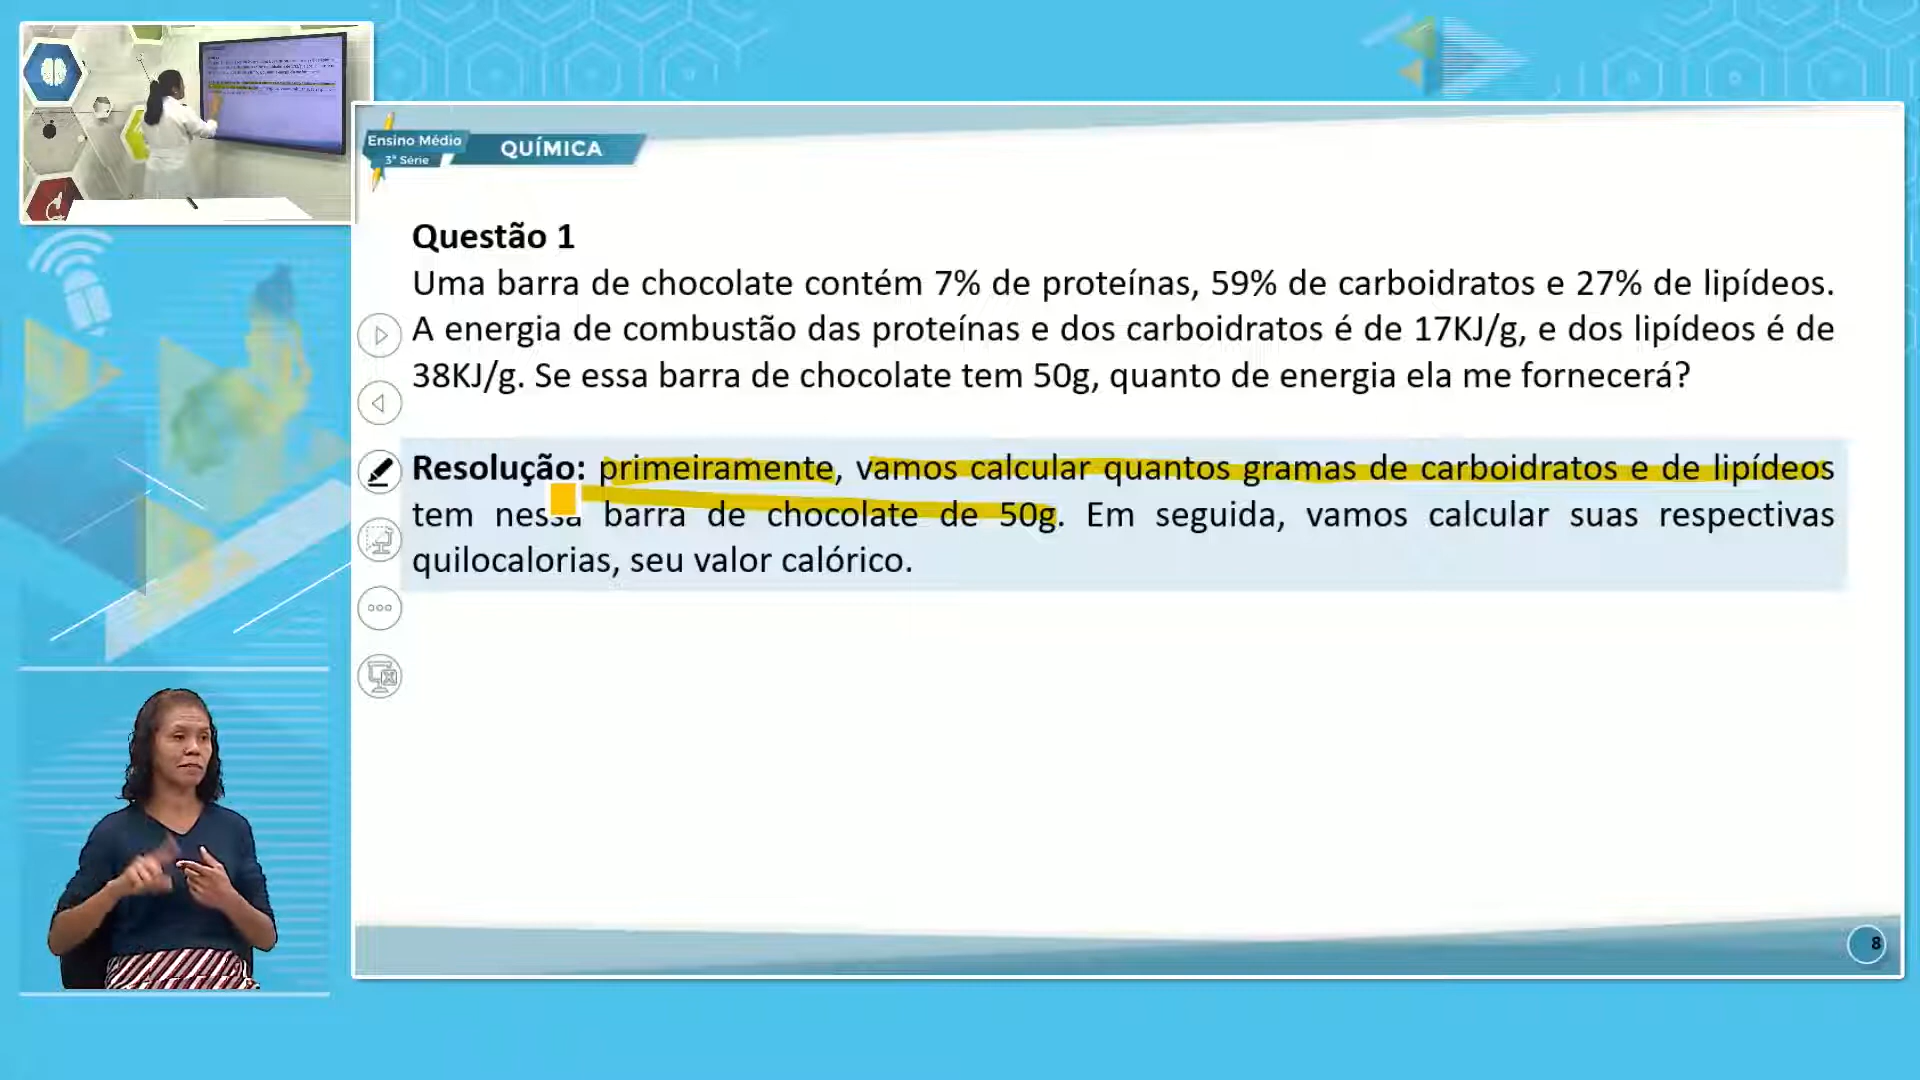 Ensino Médio
3ª Série
QUÍMICA
Questão 1
Uma barra de chocolate contém 7% de proteínas, 59% de carboidratos e 27% de lipídeos.
A energia de combustão das proteínas e dos carboidratos é de 17KJ/g, e dos lipídeos é de
38KJ/g. Se essa barra de chocolate tem 50g, quanto de energia ela me fornecerá?
Resolução: primeiramente, vamos calcular quantos gramas de carboidratos e de lipídeos
tem nessa barra de chocolate de 50g. Em seguida, vamos calcular suas respectivas
quilocalorias, seu valor calórico.
8